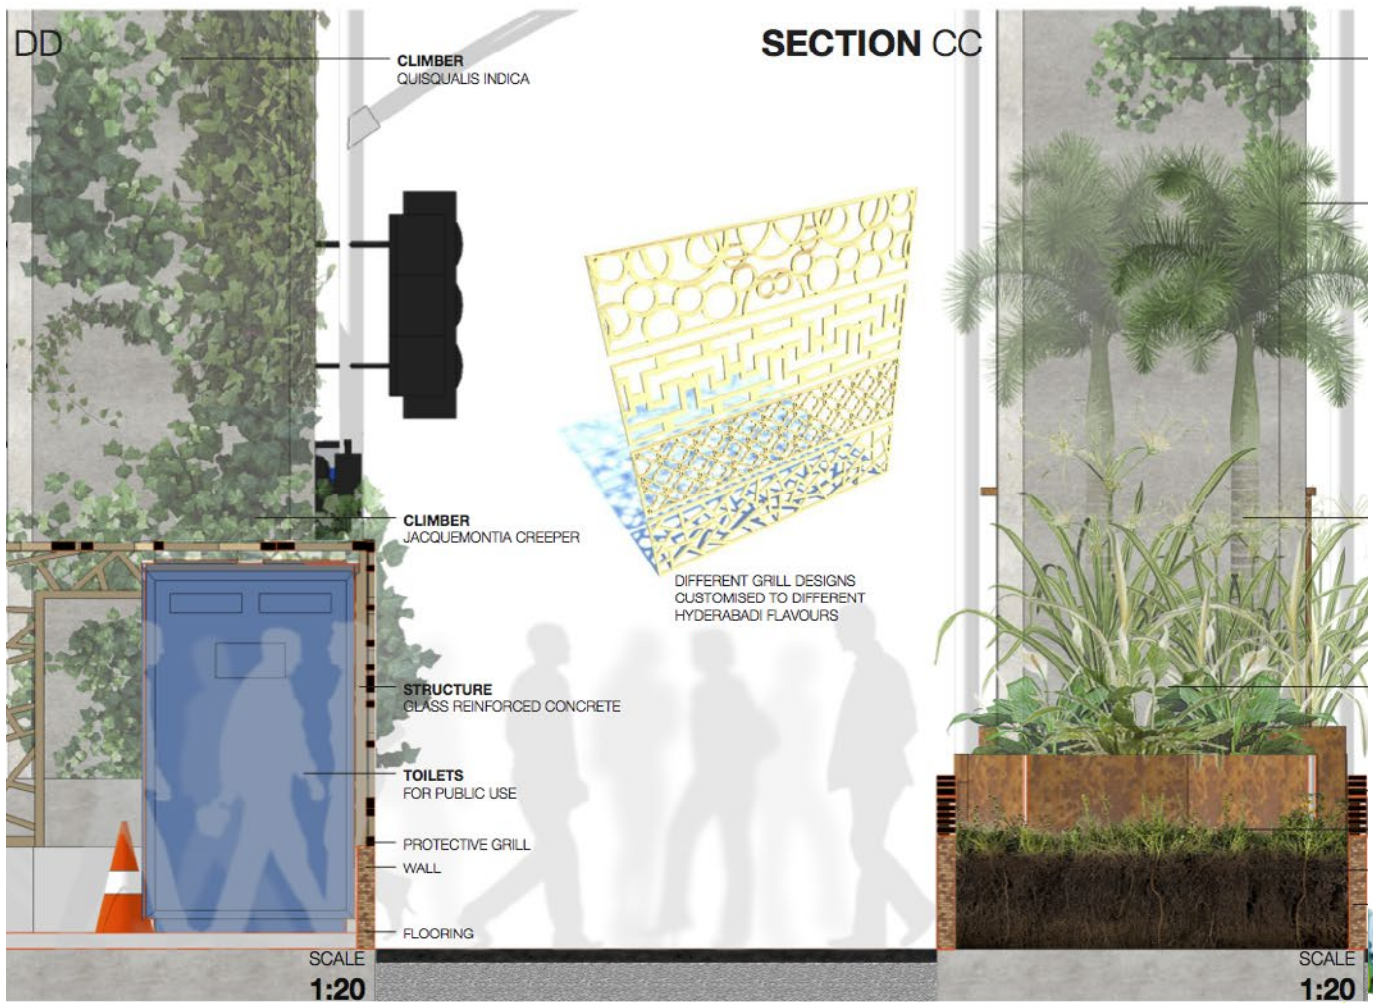 DD
SECTION CC
CLIMBER
QUISQUALIS INDICA
CLIMBER
JACQUEMONTIA CREEPER
DIFFERENT GRILL DESIGNS
CUSTOMISED TO DIFFERENT
HYDERABADI FLAVOURS
STRUCTURE
GLASS REINFORCED CONCRETE
TOILETS
FOR PUBLIC USE
PROTECTIVE GRILL
WALL
FLOORING
SCALE
1:20
SCALE
1:20